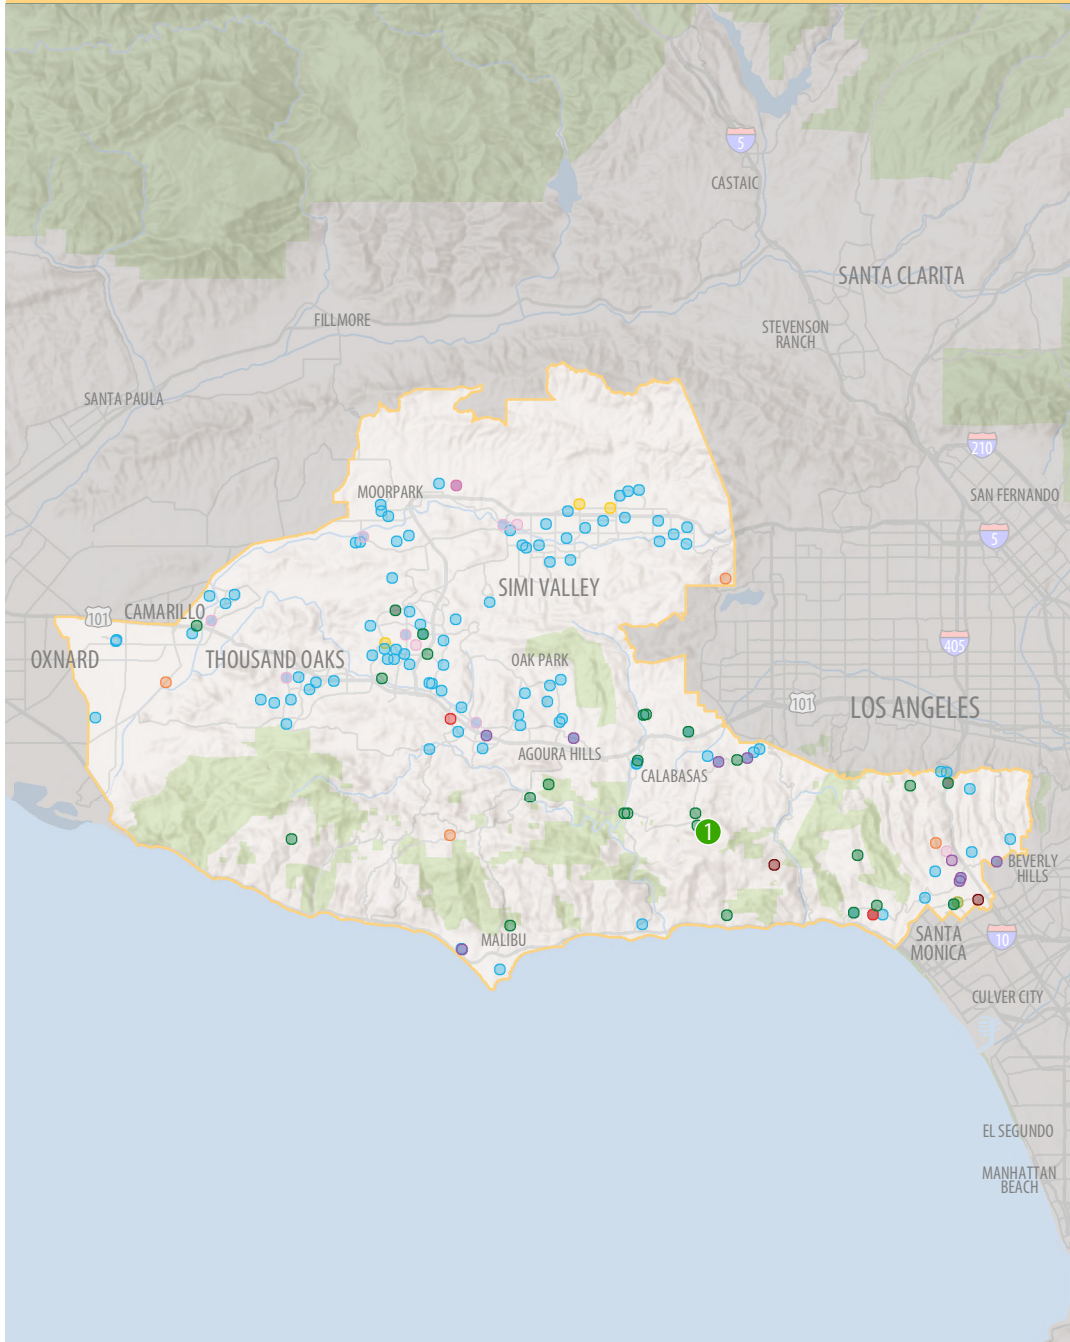 5
CASTAIC
SANTA CLARITA
FILLMORE
STEVENSON
RANCH
SANTA PAULA
210
MOORPARK
SAN FERNANDO
5
SIMI VALLEY
CAMARILLO
101
405
OXNARD
THOUSAND OAKS
OAK PARK
101
LOS ANGELES
AGOURA HILLS
CALABASAS
1
BEVERLY
HILLS
MALIBU
SANTA
MONICA
10
CULVER CITY
EL SEGUNDO
MANHATTAN
BEACH